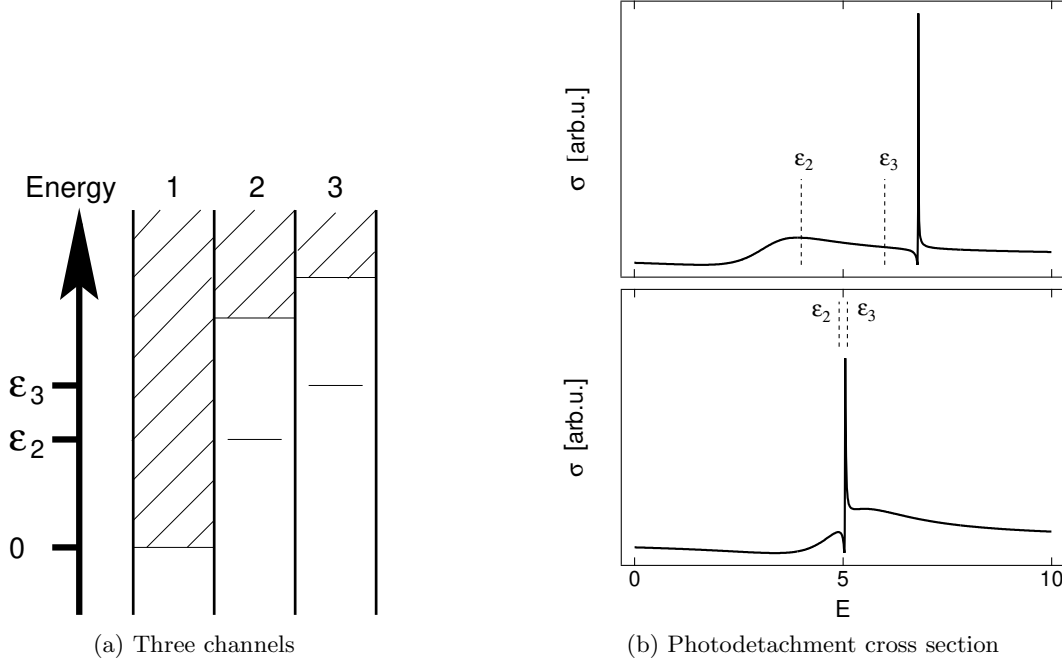 Energy 1 2 3
ε3
ε2
0
(a) Three channels
σ [arb.u.]
ε2 ε3
σ [arb.u.]
ε2 ε3
0 5 10
E
(b) Photodetachment cross section